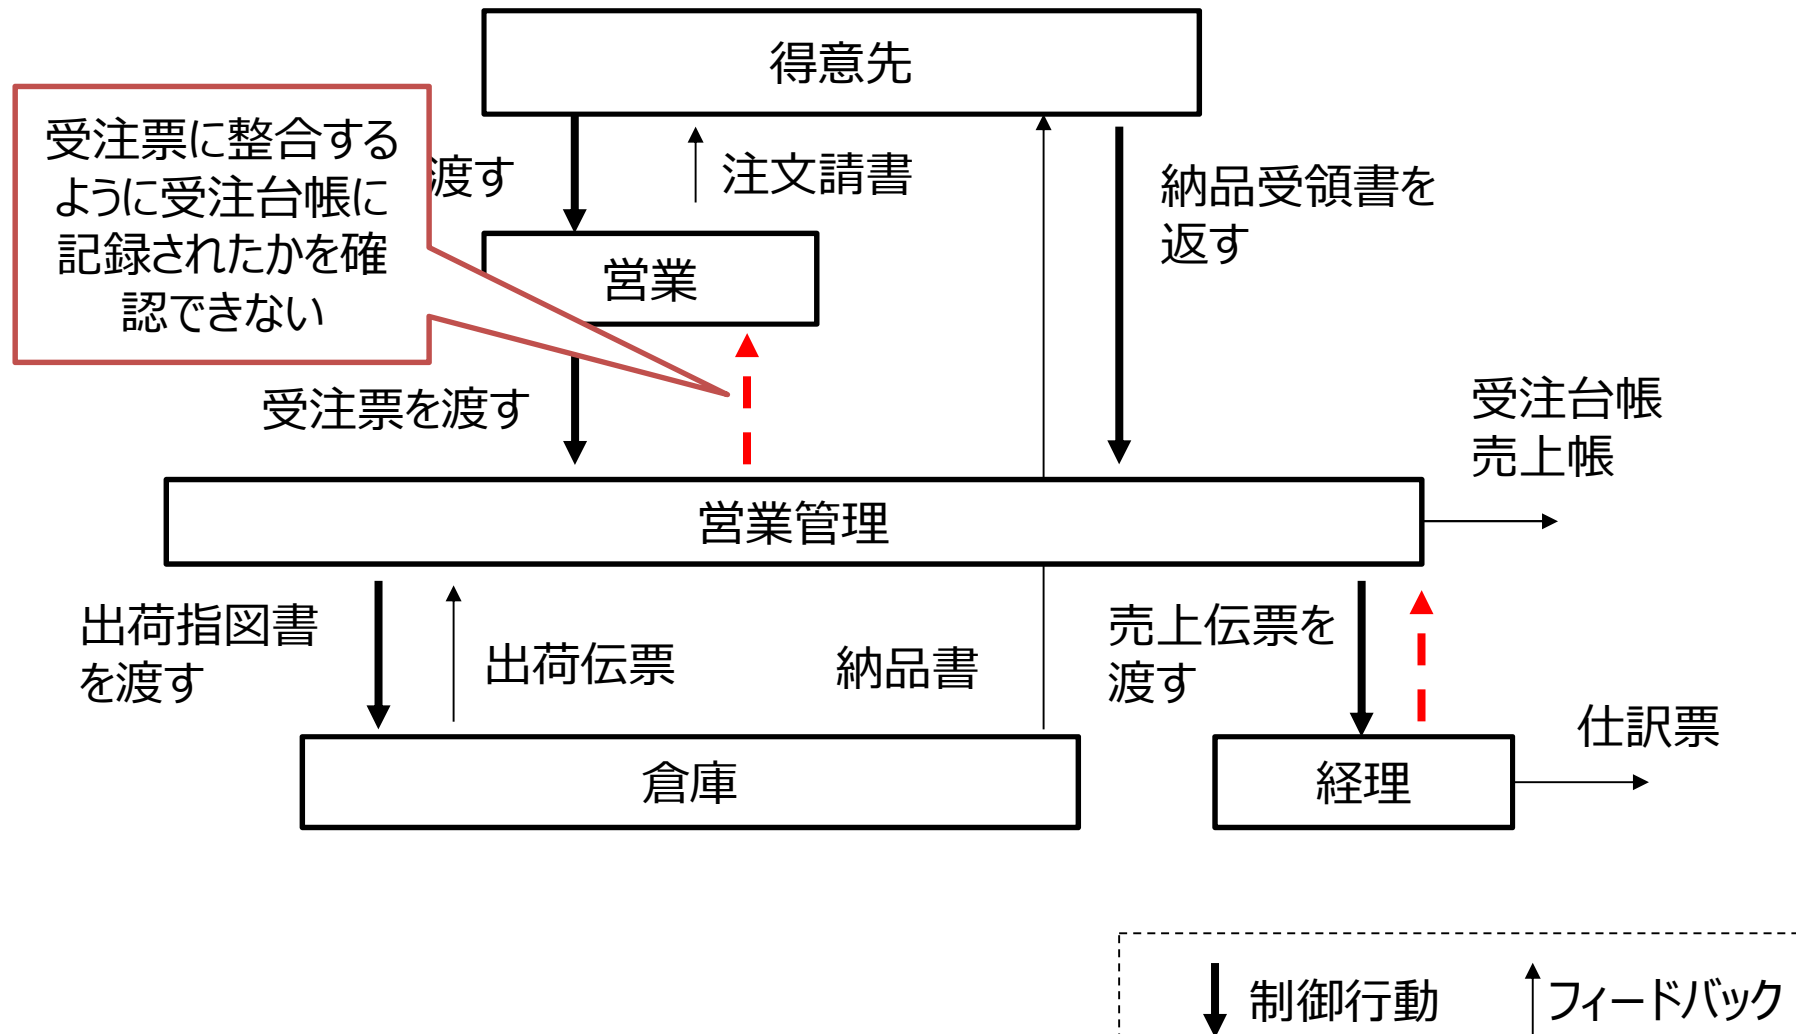 得意先
受注票に整合する
ように受注台帳に
記録されたかを確
認できない
渡す
注文請書
納品受領書を
返す
営業
受注票を渡す
受注台帳
売上帳
営業管理
出荷指図書
を渡す
出荷伝票
納品書
売上伝票を
渡す
仕訳票
倉庫
経理
制御行動
フィードバック